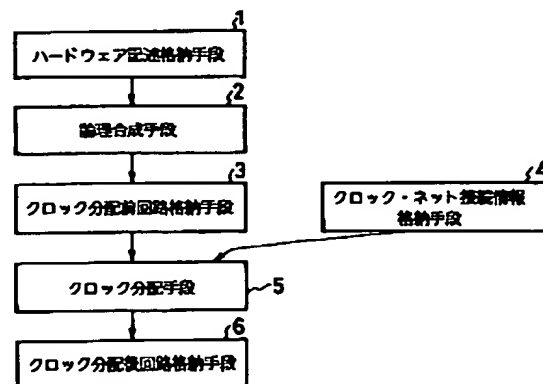 1
ハードウェア記述格納手段
2
論理合成手段
3
クロック分配前回路格納手段
4
クロック・ネット接続情報
格納手段
クロック分配手段
5
6
クロック分配後回路格納手段